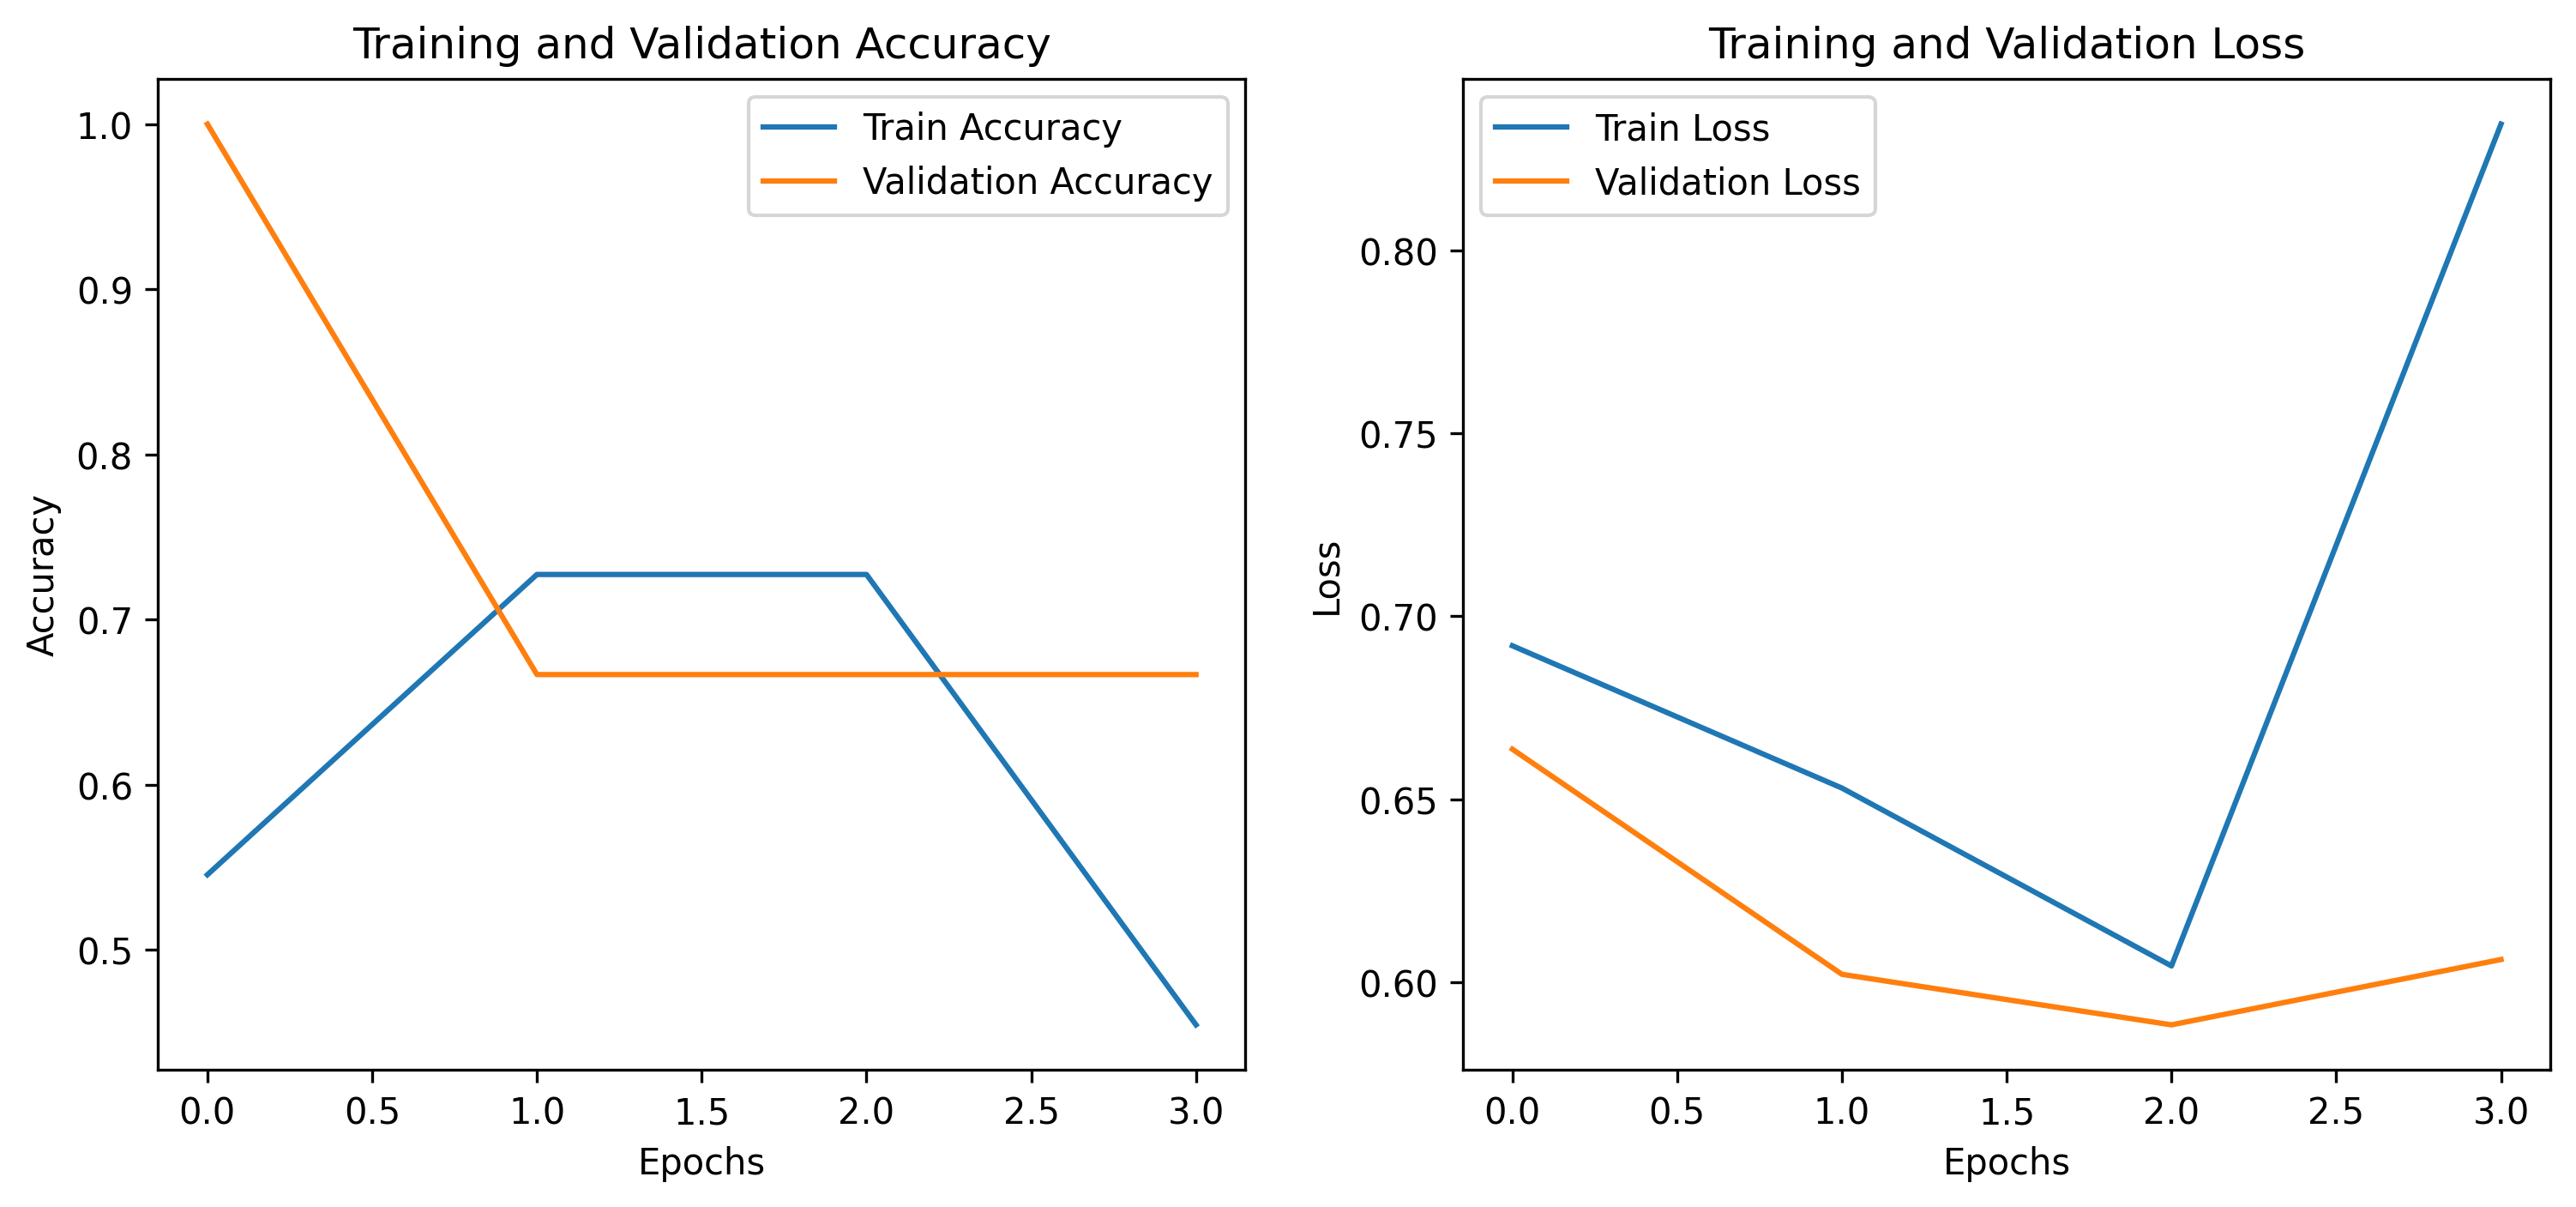 Training and Validation Accuracy
Train Accuracy
Validation Accuracy
1.0
0.9
0.8
0.7
0.6
0.5
Accuracy
0.0 0.5 1.0 1.5 2.0 2.5 3.0
Epochs
Training and Validation Loss
Train Loss
Validation Loss
0.80
0.75
0.70
0.65
0.60
Loss
0.0 0.5 1.0 1.5 2.0 2.5 3.0
Epochs